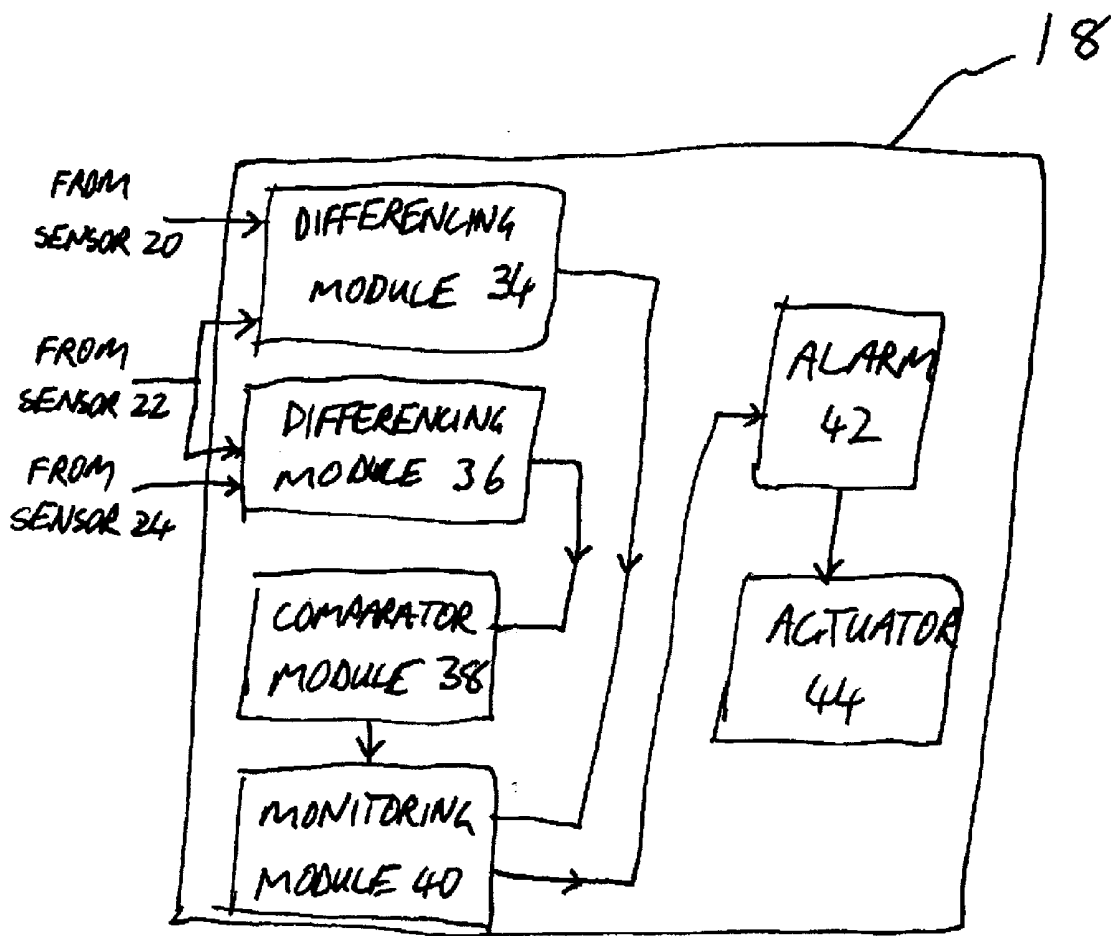 18
FROM
SENSOR 20
DIFFERENCING
MODULE 34
FROM
SENSOR 22
DIFFERENCING
MODULE 36
FROM
SENSOR 24
COMPARATOR
MODULE 38
MONITORING
MODULE 40
ALARM
42
ACTUATOR
44